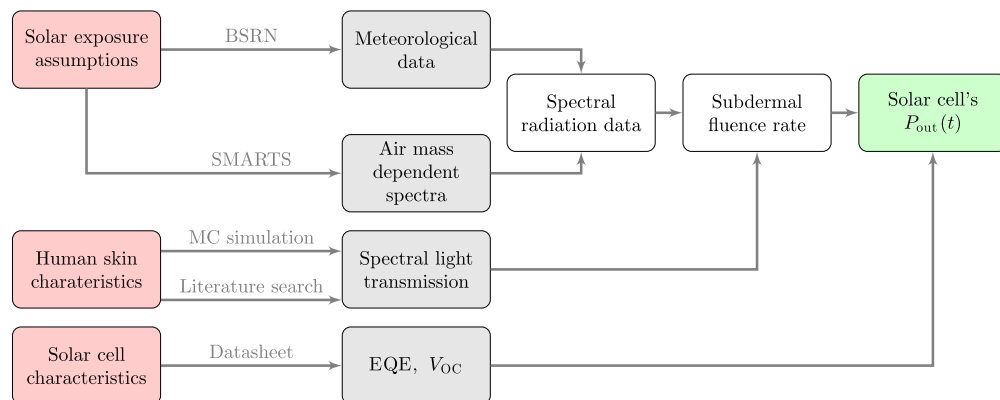 Solar exposure
assumptions
BSRN
Meteorological
data
SMARTS
Air mass
dependent
spectra
Spectral
radiation data
Subdermal
fluence rate
Solar cell's
P_out(t)
Human skin
charateristics
MC simulation
Literature search
Spectral light
transmission
Solar cell
characteristics
Datasheet
EQE, V_OC